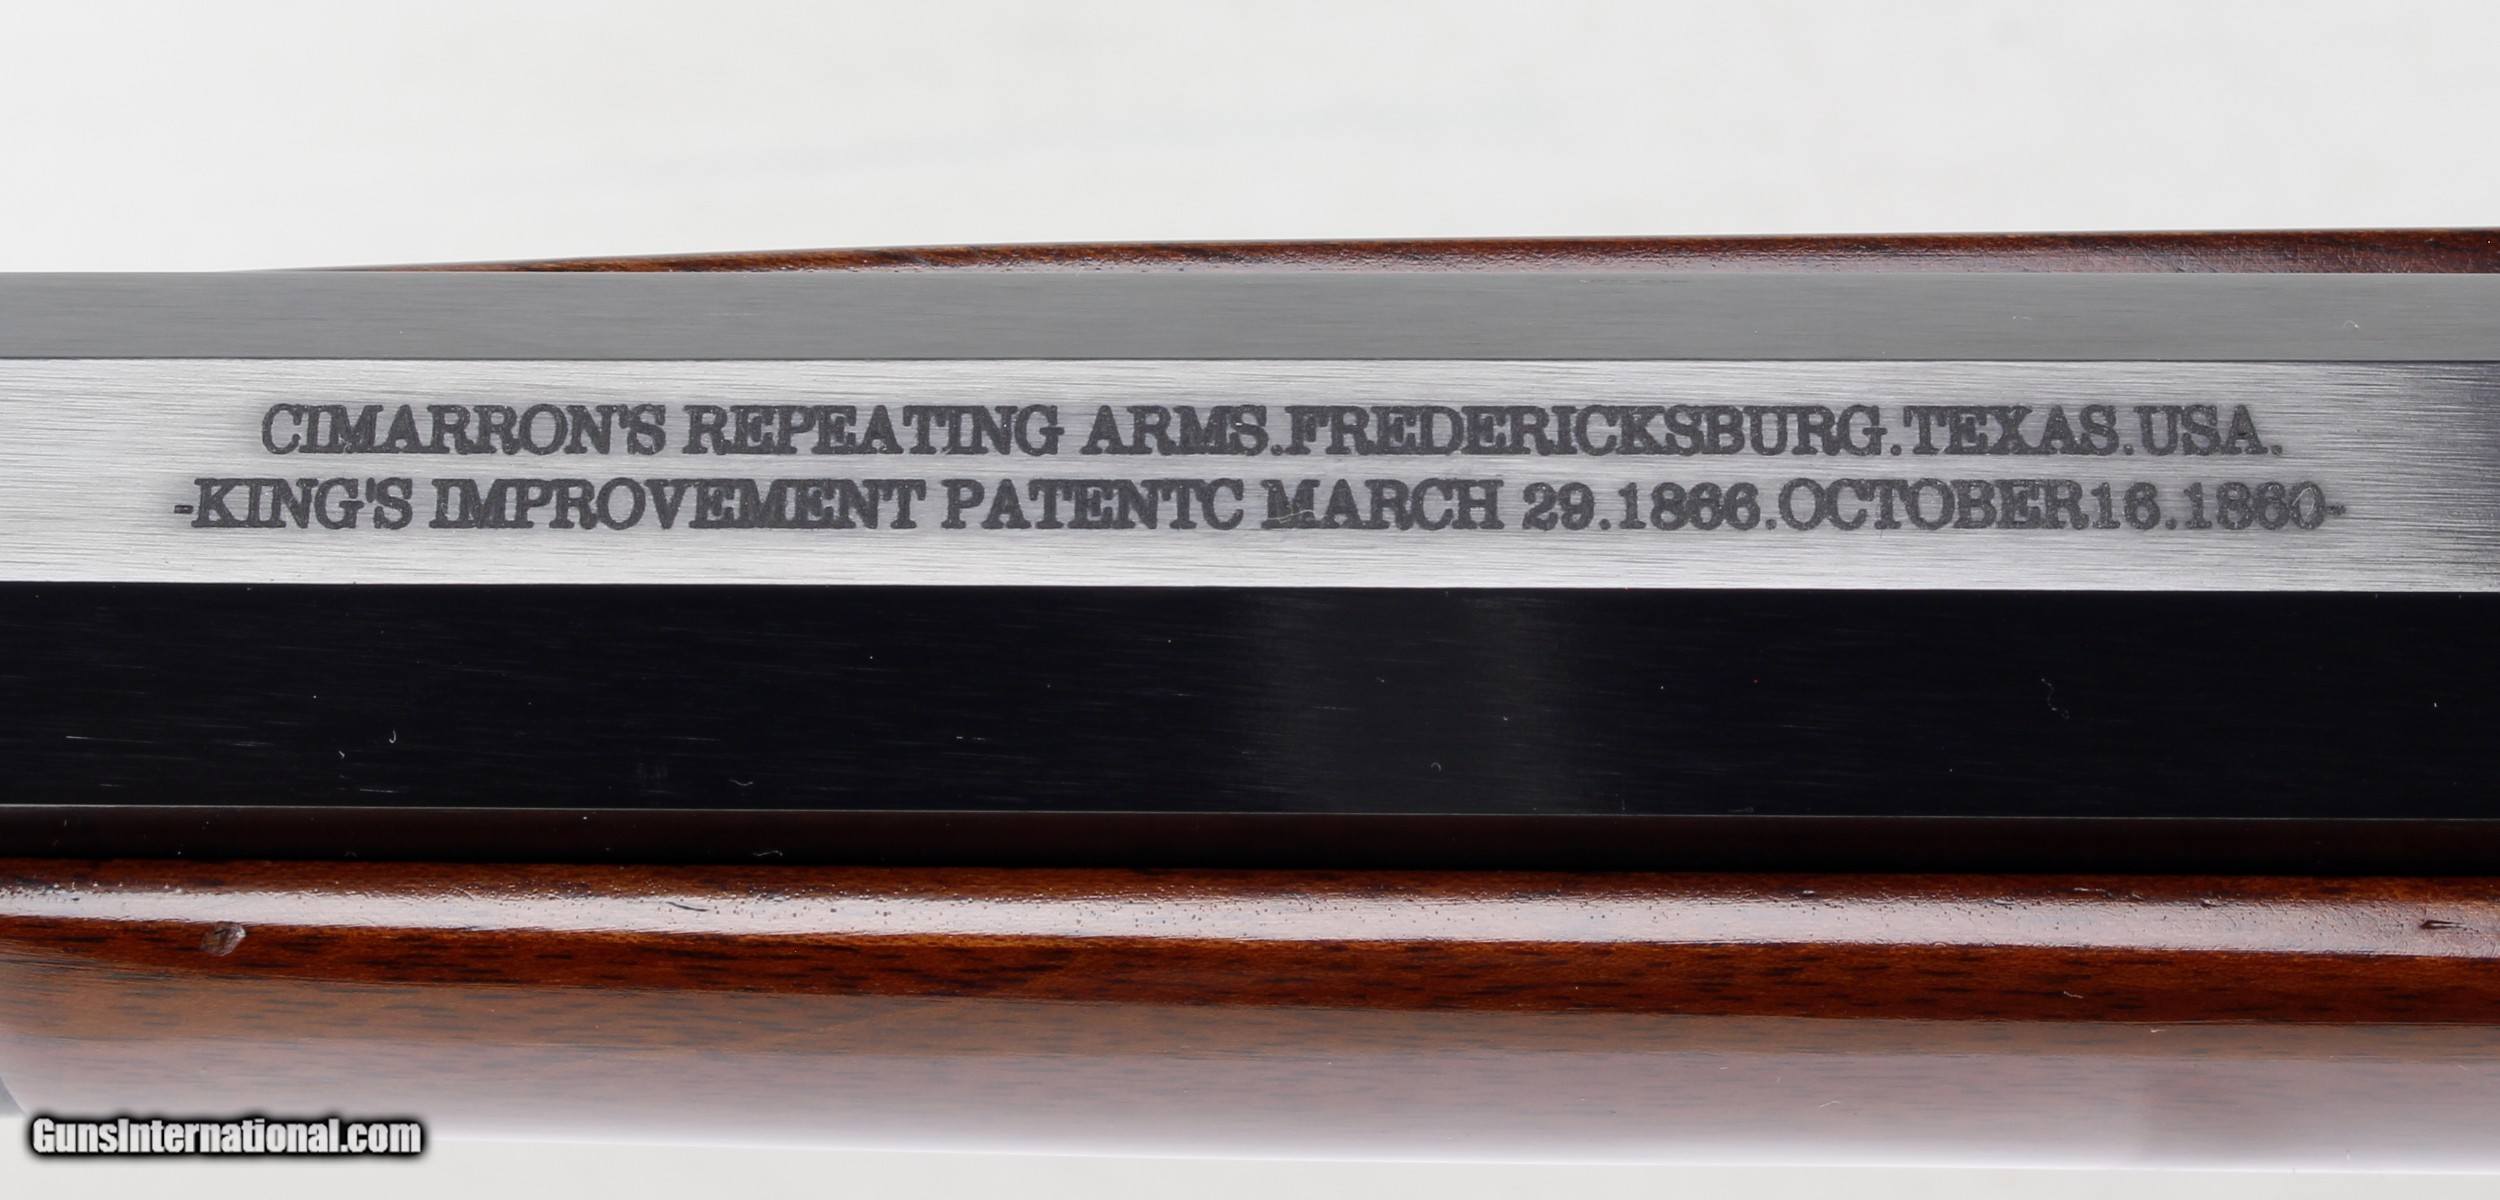 CIMARRON'S REPEATING ARMS.FREDERICKSBURG.TEXAS.USA.
-KING'S IMPROVEMENT PATENTC MARCH 29.1866.OCTOBER16.1860-
GunsInternational.com